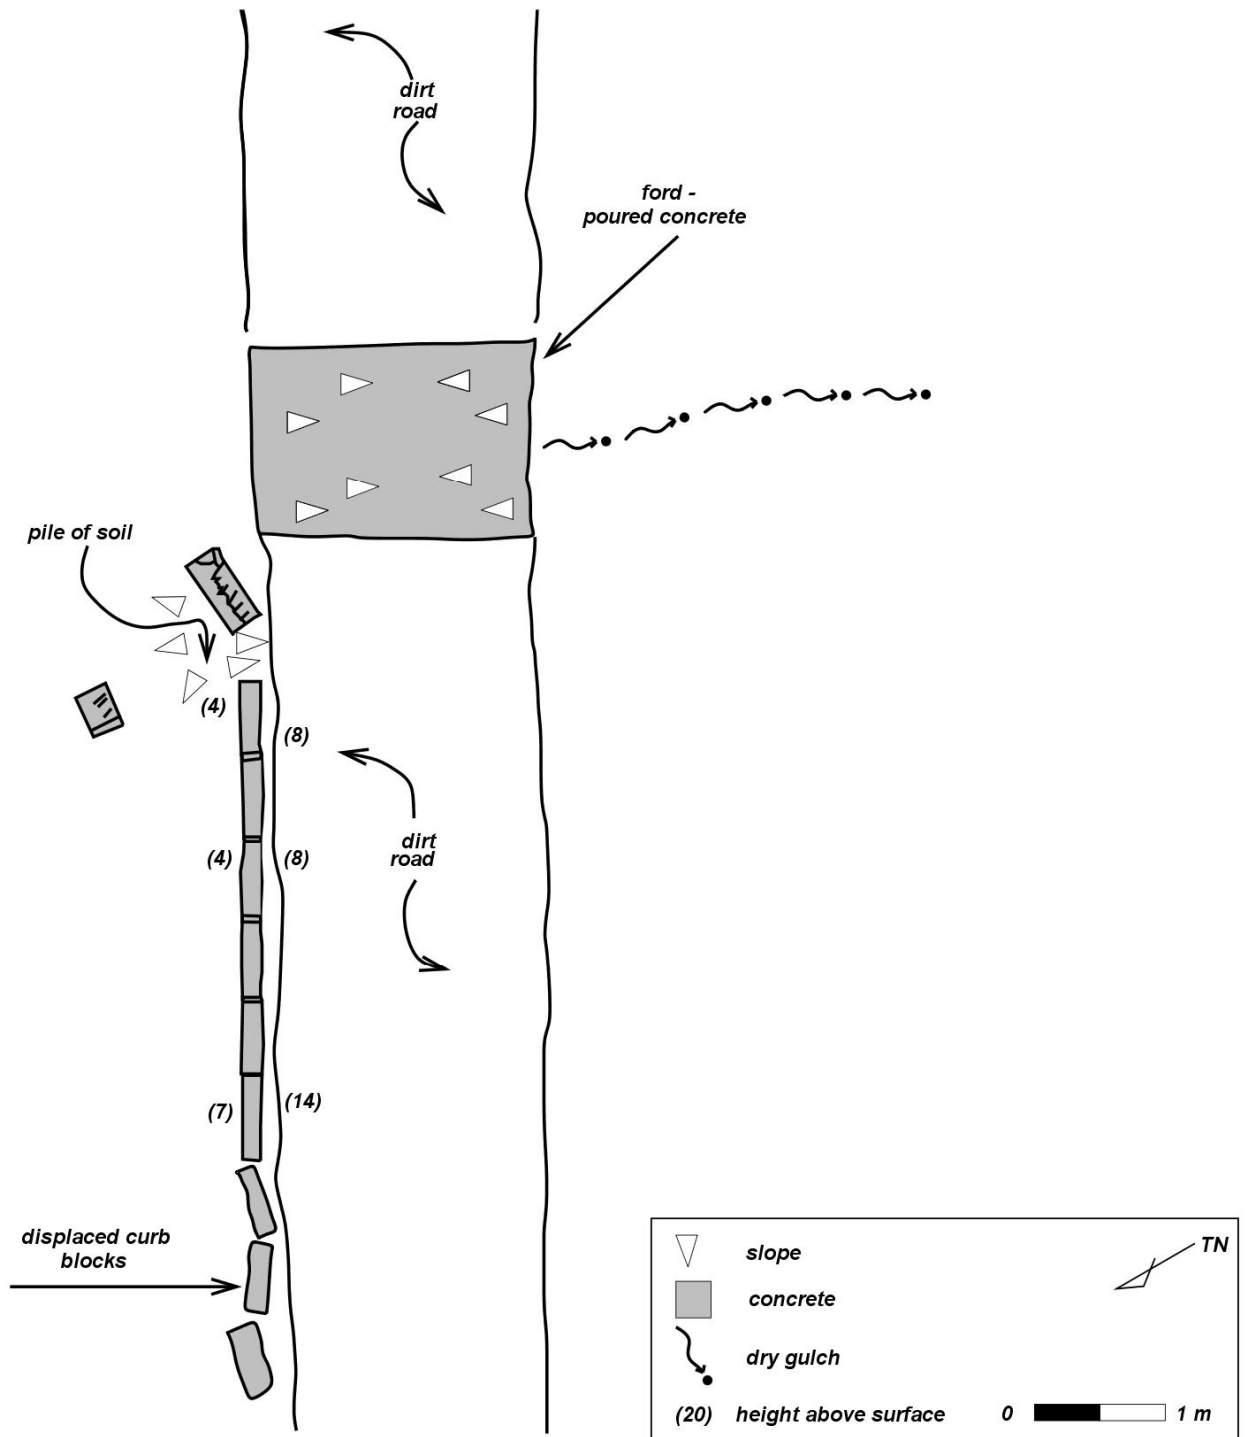 dirt
road
ford -
poured concrete
pile of soil
(4)
(8)
(4)
(8)
dirt
road
(7)
(14)
displaced curb
blocks
slope
TN
concrete
dry gulch
(20) height above surface
0 1 m